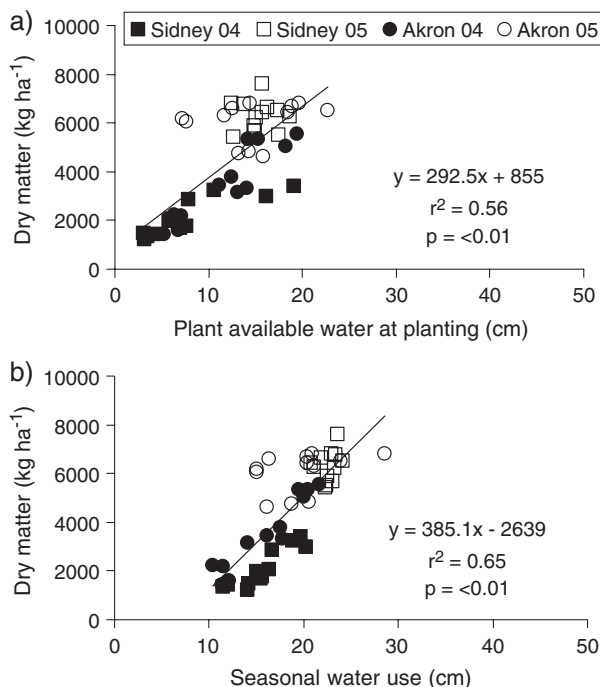 a)
Sidney 04 Sidney 05 Akron 04 Akron 05
10000
8000
6000
4000
2000
0
Dry matter (kg ha⁻¹)
y = 292.5x + 855
r² = 0.56
p = <0.01
0 10 20 30 40 50
Plant available water at planting (cm)
b)
10000
8000
6000
4000
2000
0
Dry matter (kg ha⁻¹)
y = 385.1x - 2639
r² = 0.65
p = <0.01
0 10 20 30 40 50
Seasonal water use (cm)